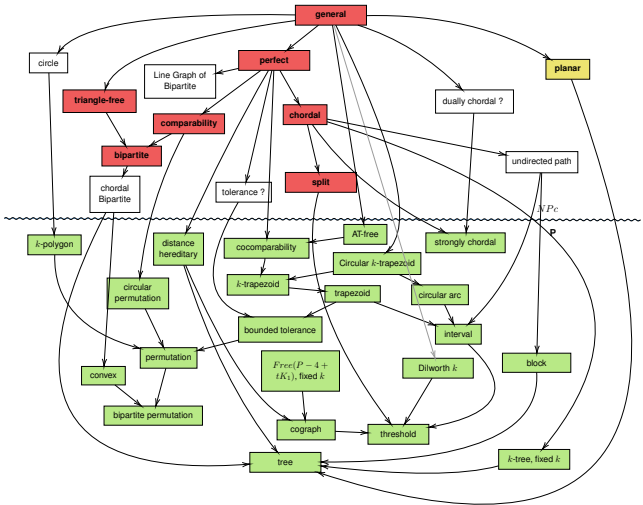 general
circle
perfect
planar
Line Graph of
Bipartite
triangle-free
dually chordal ?
comparability
chordal
bipartite
undirected path
chordal
Bipartite
tolerance ?
split
NPc
P
k-polygon
distance
hereditary
cocomparability
AT-free
strongly chordal
Circular k-trapezoid
k-trapezoid
circular
permutation
trapezoid
circular arc
bounded tolerance
interval
permutation
Free(P − 4 +
tK1), fixed k
Dilworth k
block
convex
bipartite permutation
cograph
threshold
tree
k-tree, fixed k